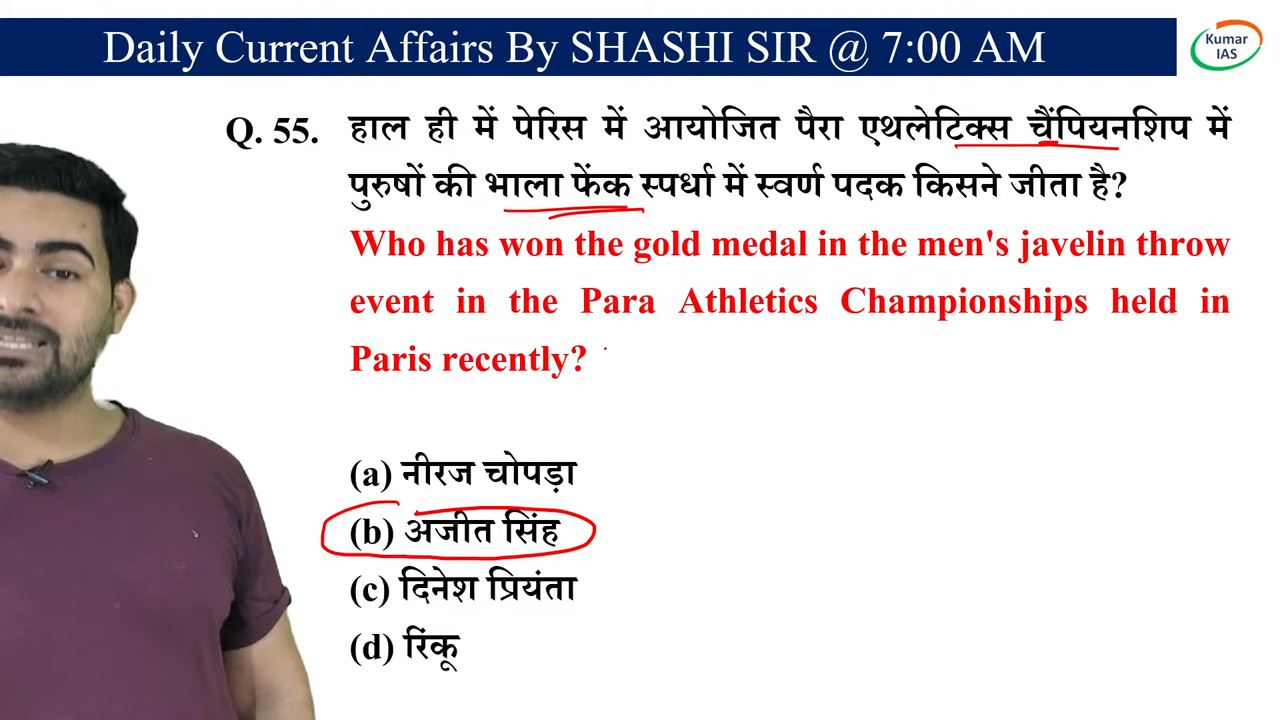 Daily Current Affairs By SHASHI SIR @ 7:00 AM
Kumar
IAS
Q. 55. हाल ही में पेरिस में आयोजित पैरा एथलेटिक्स चैंपियनशिप में
पुरुषों की भाला फेंक स्पर्धा में स्वर्ण पदक किसने जीता है?
Who has won the gold medal in the men's javelin throw
event in the Para Athletics Championships held in
Paris recently?
(a) नीरज चोपड़ा
(b) अजीत सिंह
(c) दिनेश प्रियंता
(d) रिंकू